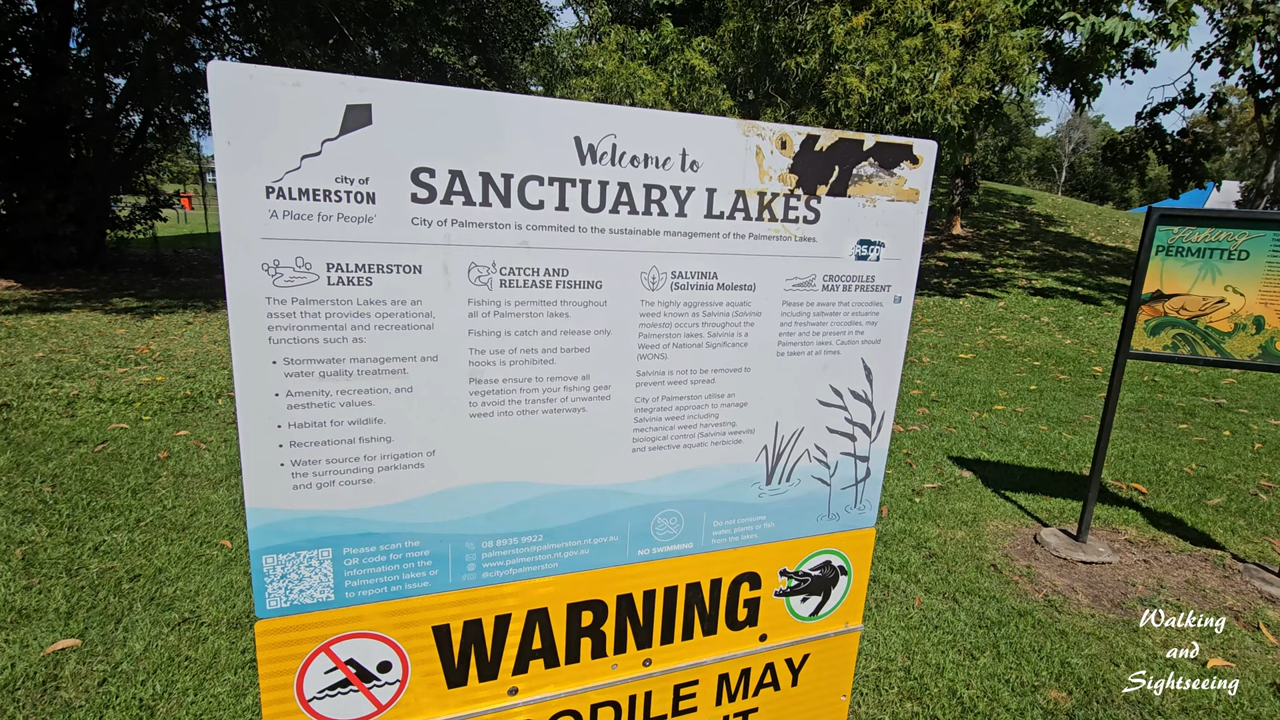 city of
PALMERSTON
'A Place for People'
Welcome to
SANCTUARY LAKES
City of Palmerston is commited to the sustainable management of the Palmerston Lakes.
PALMERSTON
LAKES
The Palmerston Lakes are an
asset that provides operational,
environmental and recreational
functions such as:
• Stormwater management and
water quality treatment.
• Amenity, recreation, and
aesthetic values.
• Habitat for wildlife.
• Recreational fishing.
• Water source for irrigation of
the surrounding parklands
and golf course.
CATCH AND
RELEASE FISHING
Fishing is permitted throughout
all of Palmerston lakes.
Fishing is catch and release only.
The use of nets and barbed
hooks is prohibited.
Please ensure to remove all
vegetation from your fishing gear
to avoid the transfer of unwanted
weed into other waterways.
SALVINIA
(Salvinia Molesta)
The highly aggressive aquatic
weed known as Salvinia (Salvinia
molesta) occurs throughout the
Palmerston lakes. Salvinia is a
Weed of National Significance
(WONS).
Salvinia is not to be removed to
prevent weed spread.
City of Palmerston utilise an
integrated approach to manage
Salvinia weed including
mechanical weed harvesting,
biological control (Salvinia weevils)
and selective aquatic herbicide.
CROCODILES
MAY BE PRESENT
Please be aware that crocodiles,
including saltwater or estuarine
and freshwater crocodiles, may
enter and be present in the
Palmerston lakes. Caution should
be taken at all times.
Please scan the
QR code for more
information on the
Palmerston lakes or
to report an issue.
08 8935 9922
palmerston@palmerston.nt.gov.au
www.palmerston.nt.gov.au
@cityofpalmerston
NO SWIMMING
Do not consume
water, plants or fish
from the lakes.
WARNING
ODILE MAY
Fishing
PERMITTED
Walking
and
Sightseeing